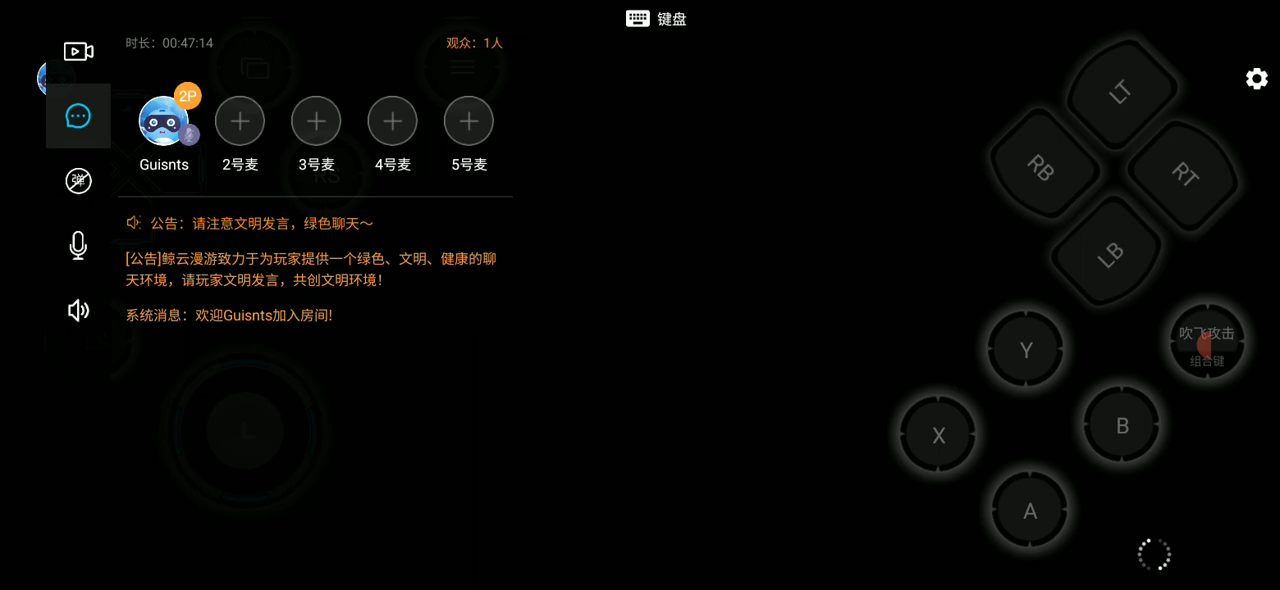 键盘
时长：00:47:14
观众：1人
2P
Guisnts
2号麦
3号麦
4号麦
5号麦
RS
弹
公告：请注意文明发言，绿色聊天～
[公告]鲸云漫游致力于为玩家提供一个绿色、文明、健康的聊
天环境，请玩家文明发言，共创文明环境！
系统消息：欢迎Guisnts加入房间!
L
LT
RB
RT
LB
Y
吹飞攻击
组合键
X
B
A